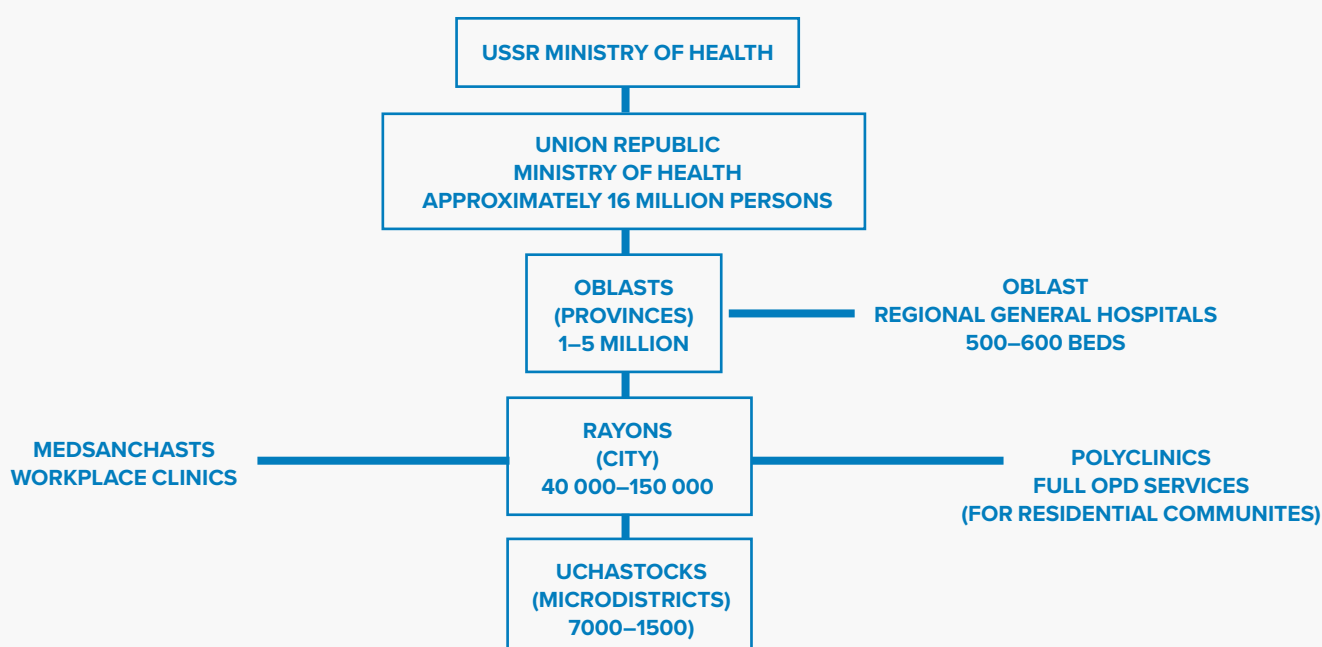 USSR MINISTRY OF HEALTH
UNION REPUBLIC
MINISTRY OF HEALTH
APPROXIMATELY 16 MILLION PERSONS
OBLASTS
(PROVINCES)
1–5 MILLION
OBLAST
REGIONAL GENERAL HOSPITALS
500–600 BEDS
MEDSANCHASTS
WORKPLACE CLINICS
RAYONS
(CITY)
40 000–150 000
POLYCLINICS
FULL OPD SERVICES
(FOR RESIDENTIAL COMMUNITES)
UCHASTOCKS
(MICRODISTRICTS)
7000–1500)